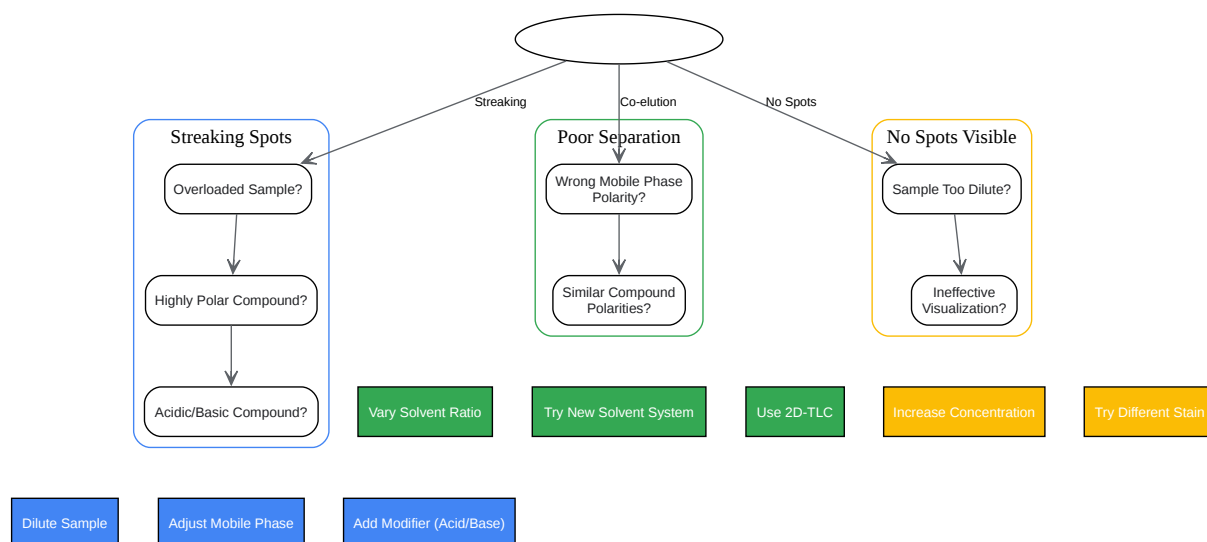 Streaking
Co-elution
No Spots
Streaking Spots
Poor Separation
No Spots Visible
Overloaded Sample?
Wrong Mobile Phase
Polarity?
Sample Too Dilute?
Highly Polar Compound?
Similar Compound
Polarities?
Ineffective
Visualization?
Acidic/Basic Compound?
Vary Solvent Ratio
Try New Solvent System
Use 2D-TLC
Increase Concentration
Try Different Stain
Dilute Sample
Adjust Mobile Phase
Add Modifier (Acid/Base)